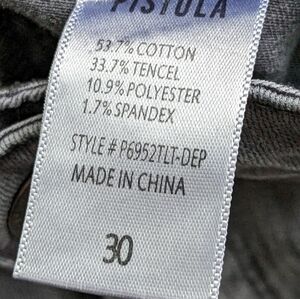 PISTOLA
53.7% COTTON
33.7% TENCEL
10.9% POLYESTER
1.7% SPANDEX
STYLE # P6952TLT-DEP
MADE IN CHINA
30